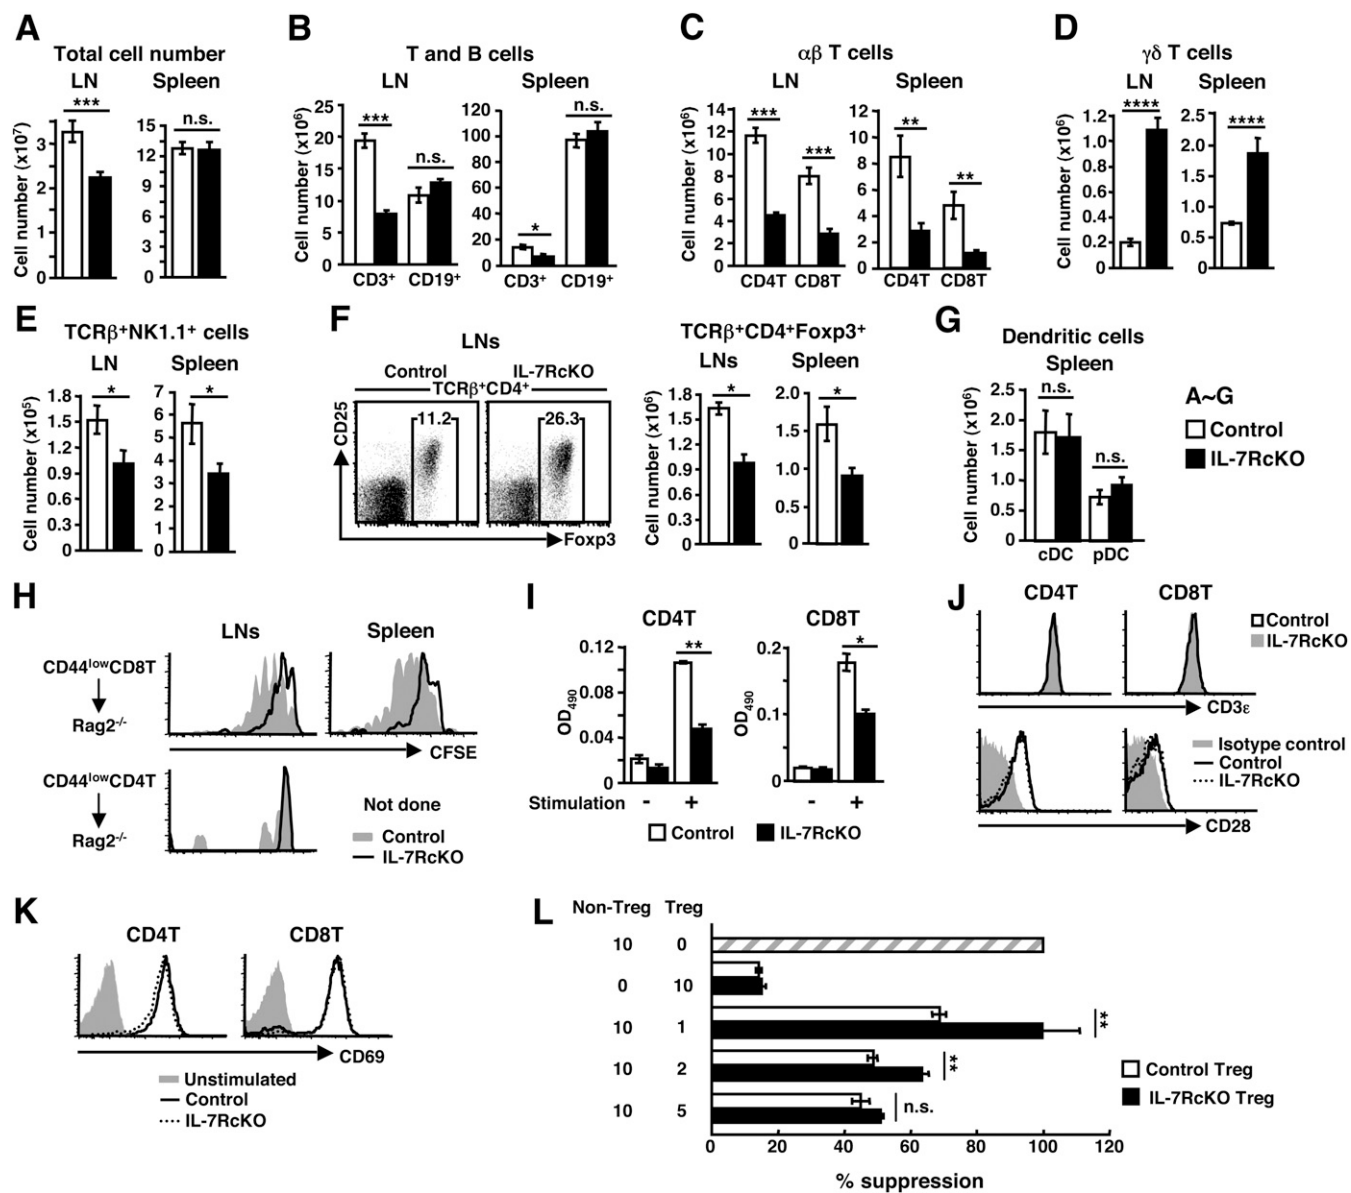 A
Total cell number
LN Spleen
***
n.s.
Cell number (x10⁷)
3
2
1
0
15
12
9
6
3
0
B
T and B cells
LN Spleen
Cell number (x10⁶)
25
20
15
10
5
0
***
n.s.
CD3⁺ CD19⁺
120
100
80
60
40
20
0
*
n.s.
CD3⁺ CD19⁺
C
αβ T cells
LN Spleen
Cell number (x10⁶)
14
12
10
8
6
4
2
0
***
***
CD4T CD8T
12
10
8
6
4
2
0
**
**
CD4T CD8T
D
γδ T cells
LN Spleen
Cell number (x10⁶)
1.2
1.0
0.8
0.6
0.4
0.2
0
****
2.5
2.0
1.5
1.0
0.5
0
****
E
TCRβ⁺NK1.1⁺ cells
LN Spleen
Cell number (x10⁵)
1.8
1.5
1.2
0.9
0.6
0.3
0
*
7
6
5
4
3
2
1
0
*
F
LNs
Control IL-7RcKO
TCRβ⁺CD4⁺
11.2
26.3
CD25
Foxp3
TCRβ⁺CD4⁺Foxp3⁺
LNs Spleen
Cell number (x10⁶)
1.8
1.5
1.2
0.9
0.6
0.3
0
*
2.0
1.5
1.0
0.5
0
*
G
Dendritic cells
Spleen
Cell number (x10⁶)
2.5
2.0
1.5
1.0
0.5
0
n.s.
n.s.
cDC pDC
A~G
Control
IL-7RcKO
H
LNs Spleen
CD44ˡᵒʷCD8T
Rag2⁻/⁻
CFSE
CD44ˡᵒʷCD4T
Rag2⁻/⁻
Not done
Control
IL-7RcKO
I
CD4T CD8T
OD₄₉₀
0.12
0.08
0.04
0
**
OD₄₉₀
0.2
0.1
0
*
Stimulation - + - +
Control IL-7RcKO
J
CD4T CD8T
Control
IL-7RcKO
CD3ε
Isotype control
Control
IL-7RcKO
CD28
K
CD4T CD8T
CD69
Unstimulated
Control
IL-7RcKO
L
Non-Treg Treg
10 0
0 10
10 1
10 2
10 5
**
**
n.s.
Control Treg
IL-7RcKO Treg
0 20 40 60 80 100 120
% suppression